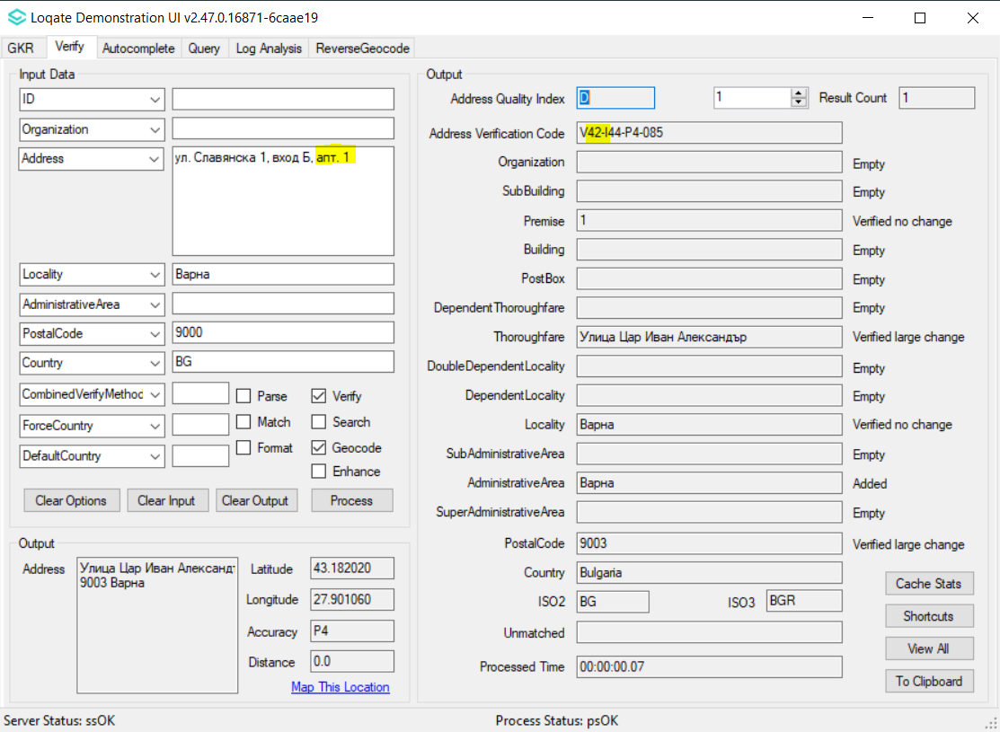 Loqate Demonstration UI v2.47.0.16871-6caae19
GKR Verify Autocomplete Query Log Analysis ReverseGeocode
Input Data
ID
Organization
Address ул. Славянска 1, вход Б, апт. 1
Locality Варна
AdministrativeArea
PostalCode 9000
Country BG
CombinedVerifyMethod Parse Verify
ForceCountry Match Search
DefaultCountry Format Geocode
Enhance
Clear Options Clear Input Clear Output Process
Output
Address Улица Цар Иван Александ
9003 Варна
Latitude 43.182020
Longitude 27.901060
Accuracy P4
Distance 0.0
Map This Location
Output
Address Quality Index D 1 Result Count 1
Address Verification Code V42-I44-P4-085
Organization Empty
SubBuilding Empty
Premise 1 Verified no change
Building Empty
PostBox Empty
DependentThoroughfare Empty
Thoroughfare Улица Цар Иван Александър Verified large change
DoubleDependentLocality Empty
DependentLocality Empty
Locality Варна Verified no change
SubAdministrativeArea Empty
AdministrativeArea Варна Added
SuperAdministrativeArea Empty
PostalCode 9003 Verified large change
Country Bulgaria
ISO2 BG ISO3 BGR
Unmatched
Processed Time 00:00:00.07
Cache Stats
Shortcuts
View All
To Clipboard
Server Status: ssOK Process Status: psOK